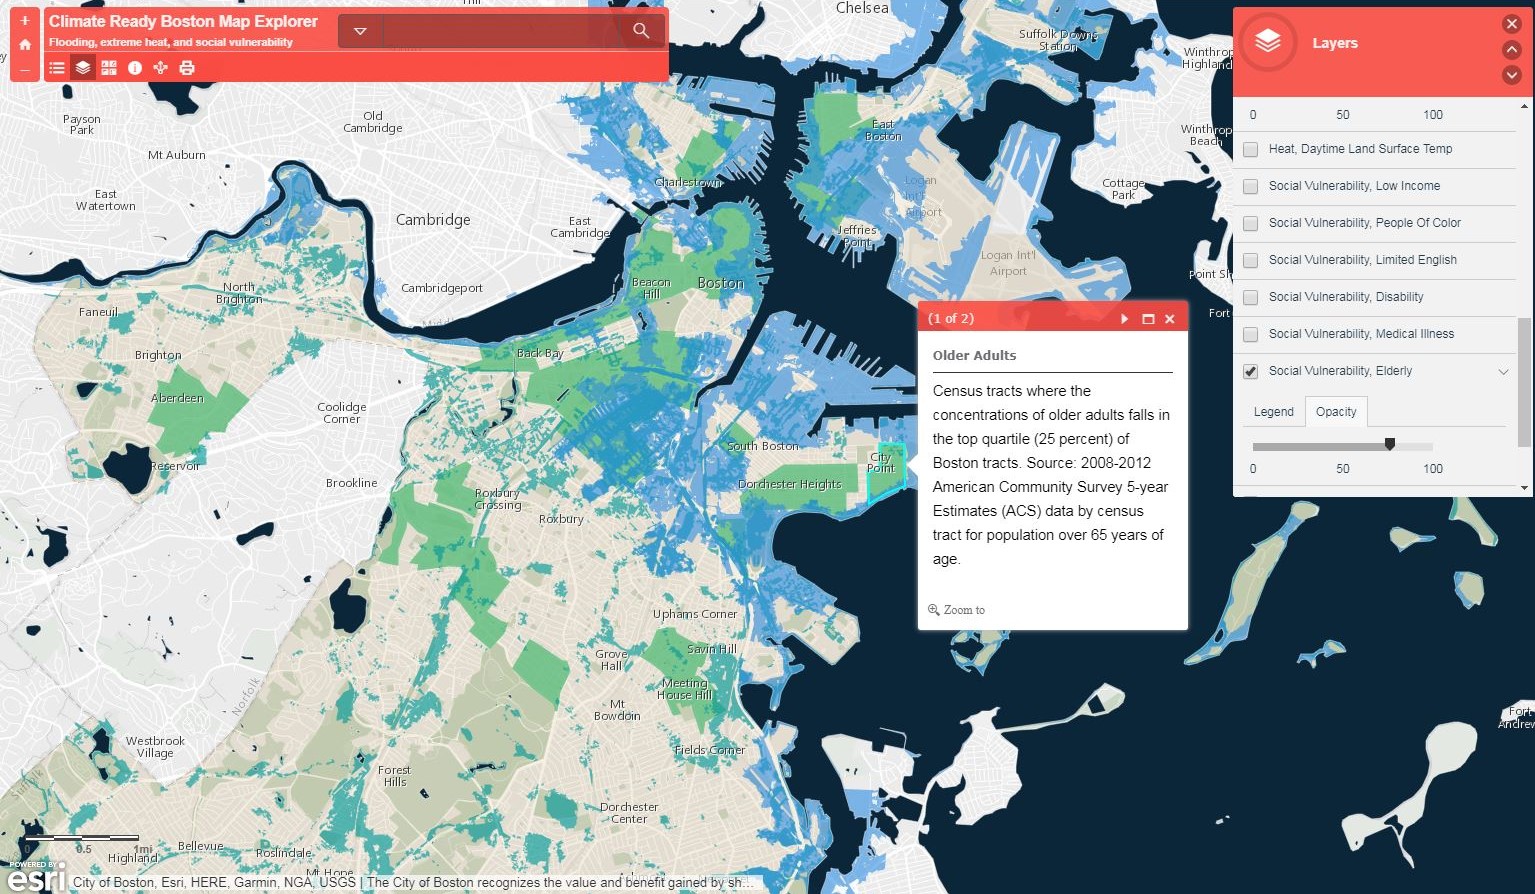 Climate Ready Boston Map Explorer
Flooding, extreme heat, and social vulnerability
Layers
0 50 100
Heat, Daytime Land Surface Temp
Social Vulnerability, Low Income
Social Vulnerability, People Of Color
Social Vulnerability, Limited English
Social Vulnerability, Disability
Social Vulnerability, Medical Illness
Social Vulnerability, Elderly
Legend
Opacity
0 50 100
(1 of 2)
Older Adults
Census tracts where the
concentrations of older adults falls in
the top quartile (25 percent) of
Boston tracts. Source: 2008-2012
American Community Survey 5-year
Estimates (ACS) data by census
tract for population over 65 years of
age.
Zoom to
Chelsea
Suffolk Downs
Station
Winthrop
Highland
Payson
Park
Old
Cambridge
East
Boston
Winthrop
Beach
Mt Auburn
Charlestown
Logan
Int'l
Airport
Cottage
Park
East
Watertown
Cambridge
East
Cambridge
Jeffries
Point
Logan Int'l
Airport
Point Sh
Beacon
Hill
Boston
Cambridgeport
North
Brighton
Faneuil
Fort
Brighton
Back Bay
Aberdeen
Coolidge
Corner
South Boston
City
Point
Reservoir
Brookline
Dorchester Heights
Roxbury
Crossing
Roxbury
Uphams Corner
Grove
Hall
Savin Hill
Meeting
House Hill
Norfolk
Mt
Bowdoin
Fort
Andrew
Westbrook
Village
Fields Corner
Suffolk
Forest
Hills
Dorchester
Center
0 0.5 1mi
Bellevue
Highland
Roslindale
Mt Hope
POWERED BY
esri
City of Boston, Esri, HERE, Garmin, NGA, USGS | The City of Boston recognizes the value and benefit gained by sh...